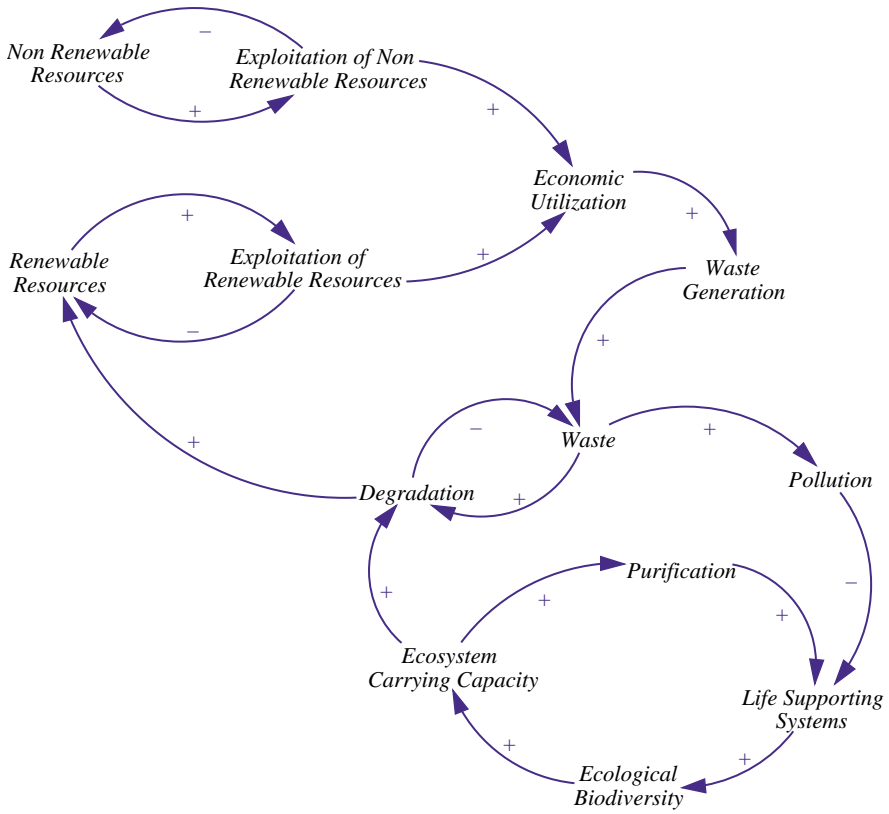 −
Non Renewable
Resources
Exploitation of Non
Renewable Resources
+
+
Economic
Utilization
+
+
Renewable
Resources
Exploitation of
Renewable Resources
+
−
Waste
Generation
+
+
−
Waste
+
Pollution
Degradation
+
+
Purification
−
+
+
Ecosystem
Carrying Capacity
Life Supporting
Systems
+
+
Ecological
Biodiversity